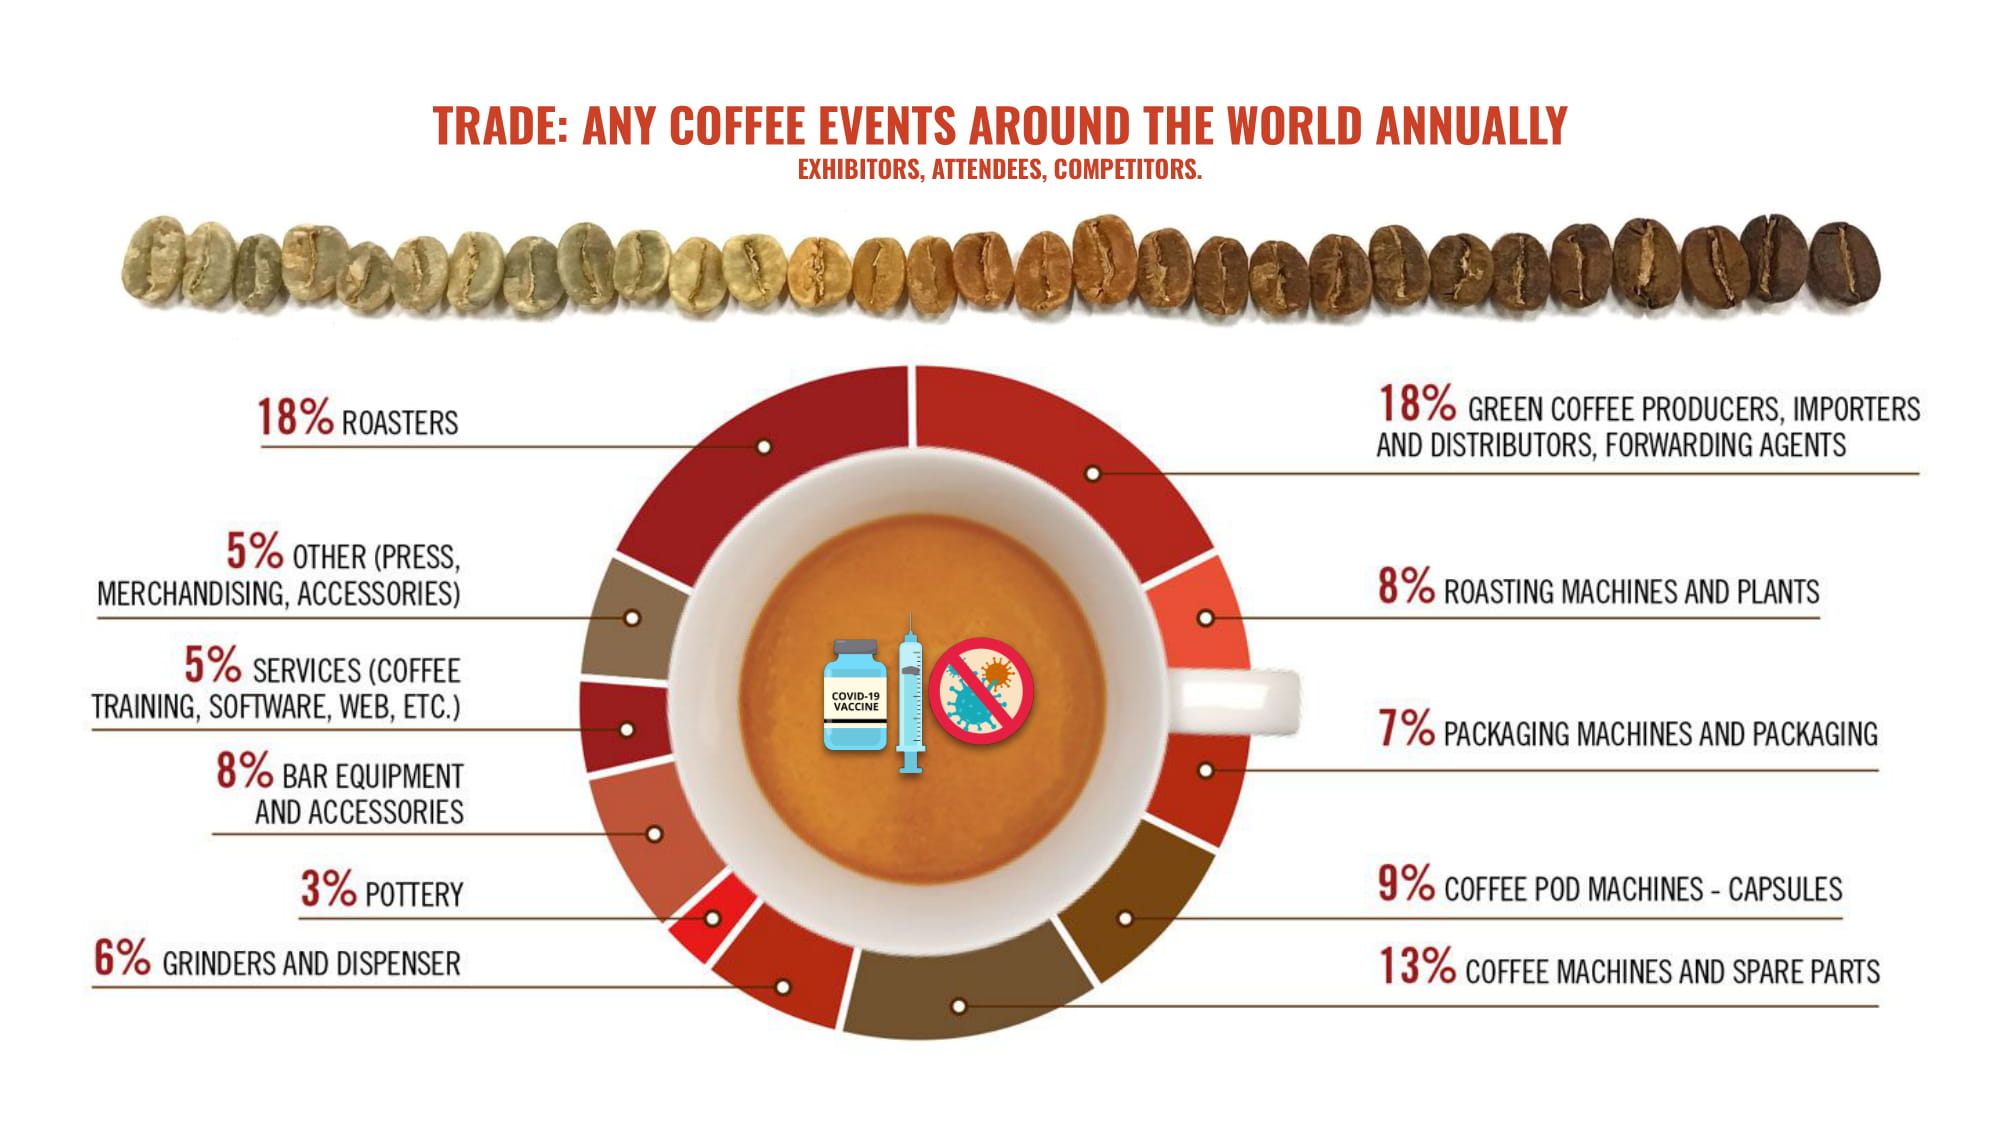 TRADE: ANY COFFEE EVENTS AROUND THE WORLD ANNUALLY
EXHIBITORS, ATTENDEES, COMPETITORS.
18% ROASTERS
5% OTHER (PRESS,
MERCHANDISING, ACCESSORIES)
5% SERVICES (COFFEE
TRAINING, SOFTWARE, WEB, ETC.)
8% BAR EQUIPMENT
AND ACCESSORIES
3% POTTERY
6% GRINDERS AND DISPENSER
COVID-19
VACCINE
18% GREEN COFFEE PRODUCERS, IMPORTERS
AND DISTRIBUTORS, FORWARDING AGENTS
8% ROASTING MACHINES AND PLANTS
7% PACKAGING MACHINES AND PACKAGING
9% COFFEE POD MACHINES - CAPSULES
13% COFFEE MACHINES AND SPARE PARTS